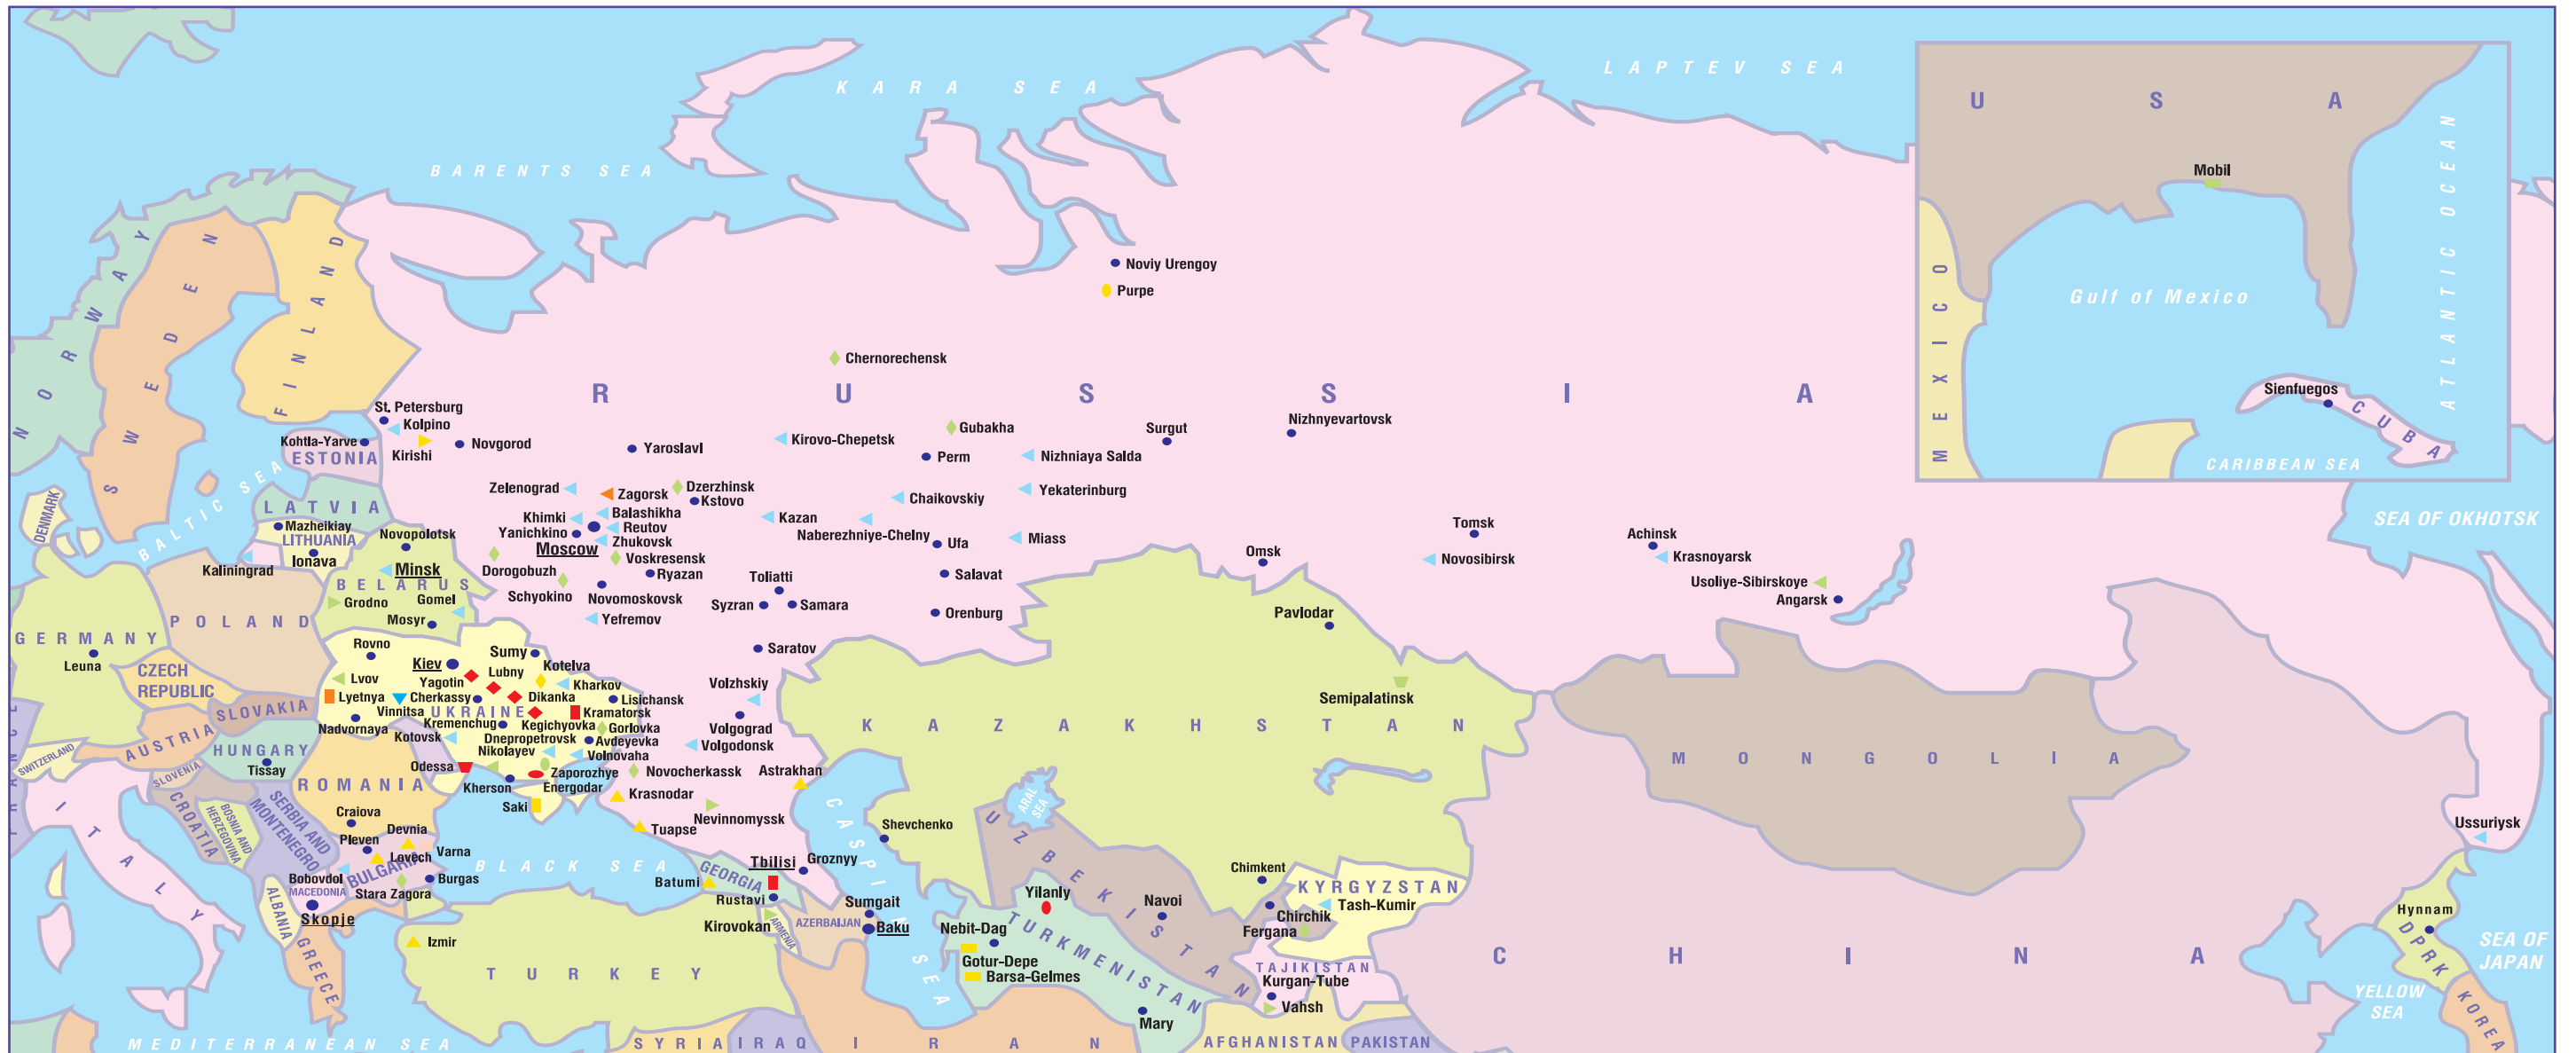 KARA SEA
LAPTEV SEA
BARENTS SEA
USA
Mobil
ATLANTIC OCEAN
MEXICO
Gulf of Mexico
Sienfuegos
CUBA
CARIBBEAN SEA
NORWAY
SWEDEN
FINLAND
Noviy Urengoy
Purpe
Chernorechensk
RUSSIA
St. Petersburg
Kolpino
Kirishi
Novgorod
Kohtla-Yarve
ESTONIA
Yaroslavl
Kirovo-Chepetsk
Gubakha
Perm
Nizhniaya Salda
Surgut
Nizhnyevartovsk
BALTIC SEA
DENMARK
LATVIA
Mazheikiay
LITHUANIA
Ionava
Kaliningrad
Novopolotsk
Minsk
BELARUS
Grodno
Gomel
Mosyr
Zelenograd
Zagorsk
Dzerzhinsk
Kstovo
Khimki
Balashikha
Yanichkino
Reutov
Zhukovsk
Moscow
Voskresensk
Dorogobuzh
Ryazan
Schyokino
Novomoskovsk
Yefremov
Kazan
Chaikovskiy
Yekaterinburg
Naberezhniye-Chelny
Ufa
Miass
Toliatti
Salavat
Syzran
Samara
Orenburg
Saratov
Omsk
Tomsk
Novosibirsk
Achinsk
Krasnoyarsk
Usoliye-Sibirskoye
Angarsk
SEA OF OKHOTSK
Pavlodar
Semipalatinsk
KAZAKHSTAN
MONGOLIA
GERMANY
Leuna
POLAND
CZECH
REPUBLIC
SLOVAKIA
AUSTRIA
SWITZERLAND
HUNGARY
Tissay
SLOVENIA
CROATIA
BOSNIA AND
HERZEGOVINA
SERBIA AND
MONTENEGRO
ITALY
ALBANIA
MACEDONIA
Skopje
GREECE
ROMANIA
Craiova
Pleven
Devnia
Lovech
Varna
BULGARIA
Bobovdol
Stara Zagora
Burgas
Rovno
Kiev
Sumy
Lvov
Yagotin
Lubny
Kotelva
Kharkov
Lyetnya
Cherkassy
Dikanka
Lisichansk
Vinnitsa
UKRAINE
Kramatorsk
Nadvornaya
Kremenchug
Kegichyovka
Gorlovka
Kotovsk
Dnepropetrovsk
Avdeyevka
Nikolayev
Volnovaha
Odessa
Zaporozhye
Kherson
Energodar
Saki
Volzhskiy
Volgograd
Volgodonsk
Novocherkassk
Astrakhan
Krasnodar
Nevinnomyssk
Tuapse
BLACK SEA
CASPIAN SEA
GEORGIA
Tbilisi
Groznyy
Batumi
Rustavi
Kirovokan
ARMENIA
AZERBAIJAN
Sumgait
Baku
Izmir
TURKEY
MEDITERRANEAN SEA
SYRIA
IRAQ
IRAN
Shevchenko
ARAL
SEA
UZBEKISTAN
Yilanly
Navoi
Nebit-Dag
Gotur-Depe
Barsa-Gelmes
TURKMENISTAN
Mary
Chimkent
KYRGYZSTAN
Tash-Kumir
Chirchik
Fergana
TAJIKISTAN
Kurgan-Tube
Vahsh
AFGHANISTAN
PAKISTAN
CHINA
Ussuriysk
Hynnam
DPRK
SEA OF
JAPAN
YELLOW
SEA
KOREA